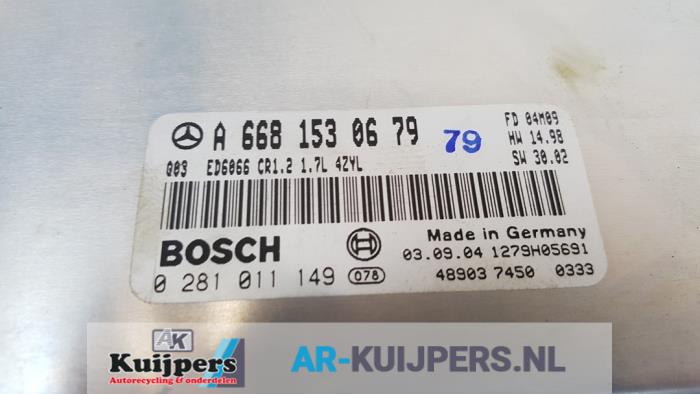 A 668 153 06 79
79
FD 04M09
HW 14.98
SW 30.02
Q03 ED6066 CR1.2 1.7L 4ZYL
BOSCH
Made in Germany
03.09.04 1279H05691
0 281 011 149 078
48903 7450 0333
AK
Kuijpers
Autorecycling & onderdelen
AR-KUIJPERS.NL